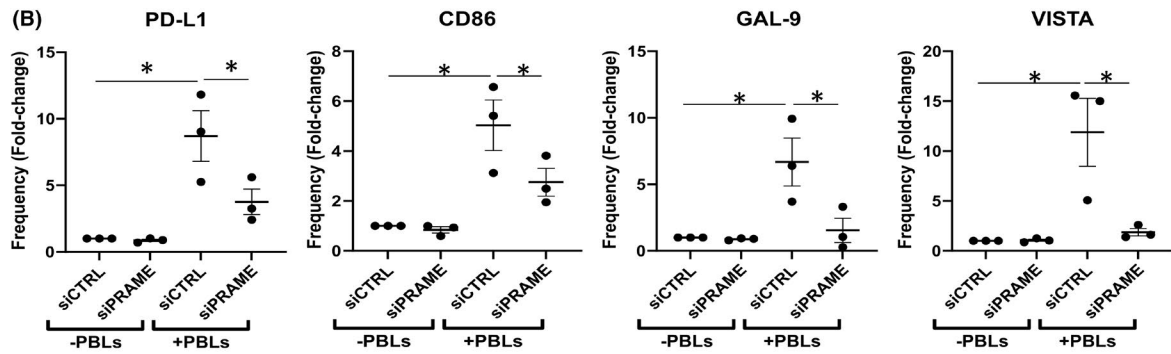 (B)
PD-L1
CD86
GAL-9
VISTA
Frequency (Fold-change)
15
10
5
0
*
*
siCTRL
siPRAME
siCTRL
siPRAME
-PBLs
+PBLs
Frequency (Fold-change)
8
6
4
2
0
*
*
siCTRL
siPRAME
siCTRL
siPRAME
-PBLs
+PBLs
Frequency (Fold-change)
15
10
5
0
*
*
siCTRL
siPRAME
siCTRL
siPRAME
-PBLs
+PBLs
Frequency (Fold-change)
20
15
10
5
0
*
*
siCTRL
siPRAME
siCTRL
siPRAME
-PBLs
+PBLs